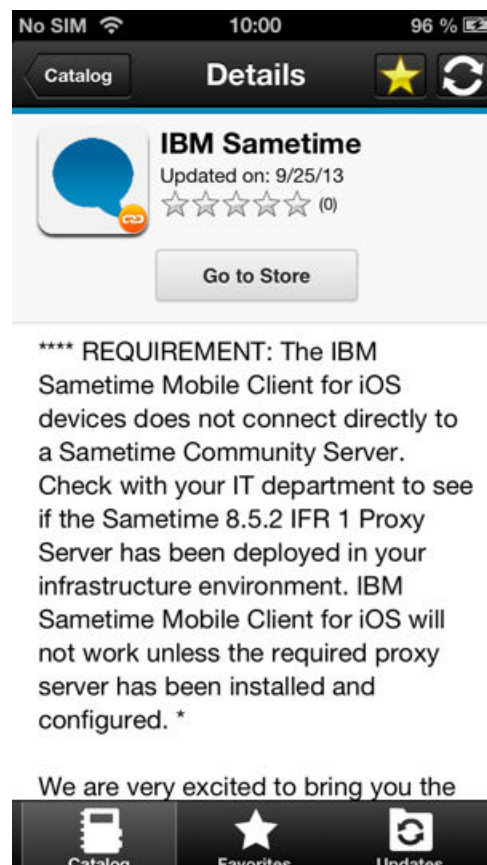 No SIM 10:00 96 %
Catalog Details
IBM Sametime
Updated on: 9/25/13
(0)
Go to Store
**** REQUIREMENT: The IBM
Sametime Mobile Client for iOS
devices does not connect directly to
a Sametime Community Server.
Check with your IT department to see
if the Sametime 8.5.2 IFR 1 Proxy
Server has been deployed in your
infrastructure environment. IBM
Sametime Mobile Client for iOS will
not work unless the required proxy
server has been installed and
configured. *
We are very excited to bring you the
Catalog Favorites Updates